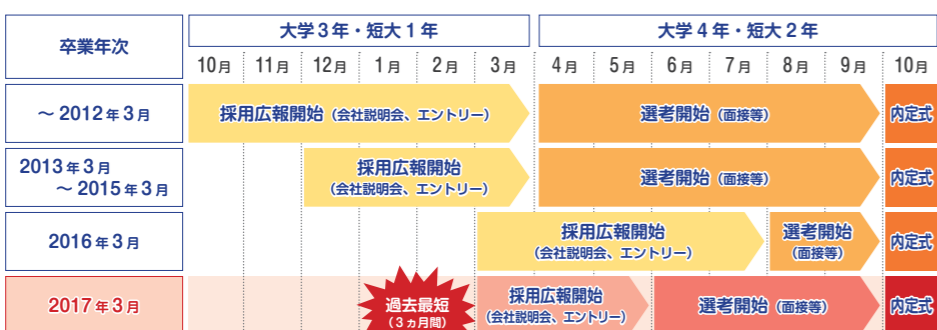 卒業年次
大学3年・短大1年
大学4年・短大2年
10月 11月 12月 1月 2月 3月 4月 5月 6月 7月 8月 9月 10月
～2012年3月
採用広報開始（会社説明会、エントリー）
選考開始（面接等）
内定式
2013年3月
～2015年3月
採用広報開始
（会社説明会、エントリー）
選考開始（面接等）
内定式
2016年3月
採用広報開始
（会社説明会、エントリー）
選考開始
（面接等）
内定式
2017年3月
過去最短
（3ヵ月間）
採用広報開始
（会社説明会、エントリー）
選考開始（面接等）
内定式